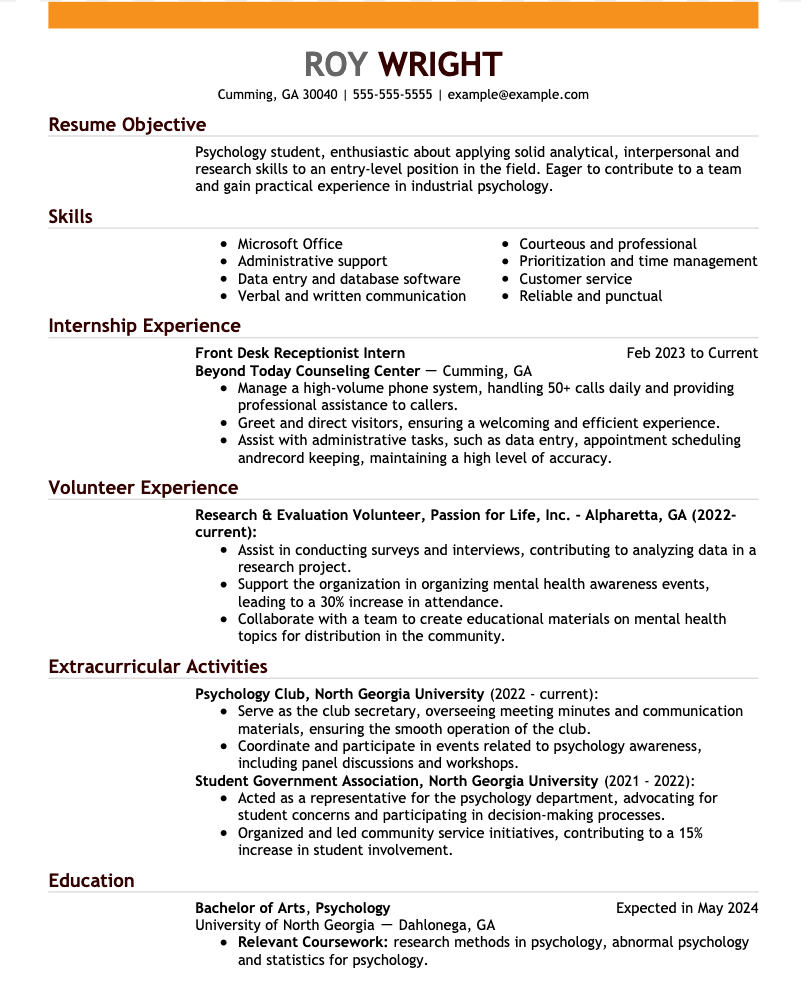 ROY WRIGHT
Cumming, GA 30040 | 555-555-5555 | example@example.com
Resume Objective
Psychology student, enthusiastic about applying solid analytical, interpersonal and
research skills to an entry-level position in the field. Eager to contribute to a team
and gain practical experience in industrial psychology.
Skills
• Microsoft Office
• Administrative support
• Data entry and database software
• Verbal and written communication
• Courteous and professional
• Prioritization and time management
• Customer service
• Reliable and punctual
Internship Experience
Front Desk Receptionist Intern Feb 2023 to Current
Beyond Today Counseling Center — Cumming, GA
• Manage a high-volume phone system, handling 50+ calls daily and providing
professional assistance to callers.
• Greet and direct visitors, ensuring a welcoming and efficient experience.
• Assist with administrative tasks, such as data entry, appointment scheduling
andrecord keeping, maintaining a high level of accuracy.
Volunteer Experience
Research & Evaluation Volunteer, Passion for Life, Inc. - Alpharetta, GA (2022-
current):
• Assist in conducting surveys and interviews, contributing to analyzing data in a
research project.
• Support the organization in organizing mental health awareness events,
leading to a 30% increase in attendance.
• Collaborate with a team to create educational materials on mental health
topics for distribution in the community.
Extracurricular Activities
Psychology Club, North Georgia University (2022 - current):
• Serve as the club secretary, overseeing meeting minutes and communication
materials, ensuring the smooth operation of the club.
• Coordinate and participate in events related to psychology awareness,
including panel discussions and workshops.
Student Government Association, North Georgia University (2021 - 2022):
• Acted as a representative for the psychology department, advocating for
student concerns and participating in decision-making processes.
• Organized and led community service initiatives, contributing to a 15%
increase in student involvement.
Education
Bachelor of Arts, Psychology Expected in May 2024
University of North Georgia — Dahlonega, GA
• Relevant Coursework: research methods in psychology, abnormal psychology
and statistics for psychology.